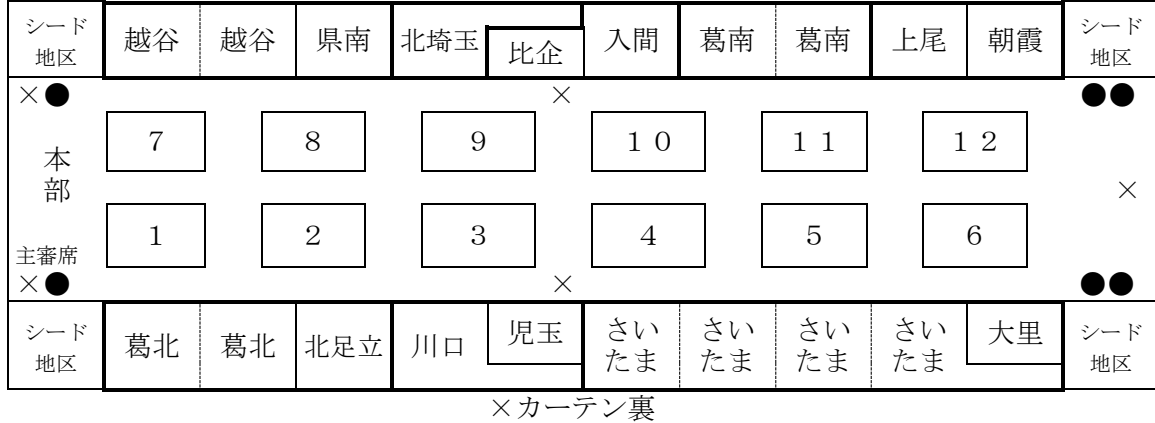 シード地区 越谷 越谷 県南 北埼玉 比企 入間 葛南 葛南 上尾 朝霞 シード地区
×● × ●●
7 8 9 10 11 12
本部
×
1 2 3 4 5 6
主審席
×● × ●●
シード地区 葛北 葛北 北足立 川口 児玉 さいたま さいたま さいたま さいたま 大里 シード地区
×カーテン裏